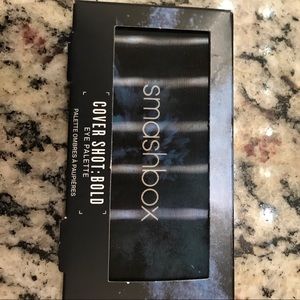 smashbox
COVER SHOT: BOLD
EYE PALETTE
PALETTE OMBRES À PAUPIÈRES